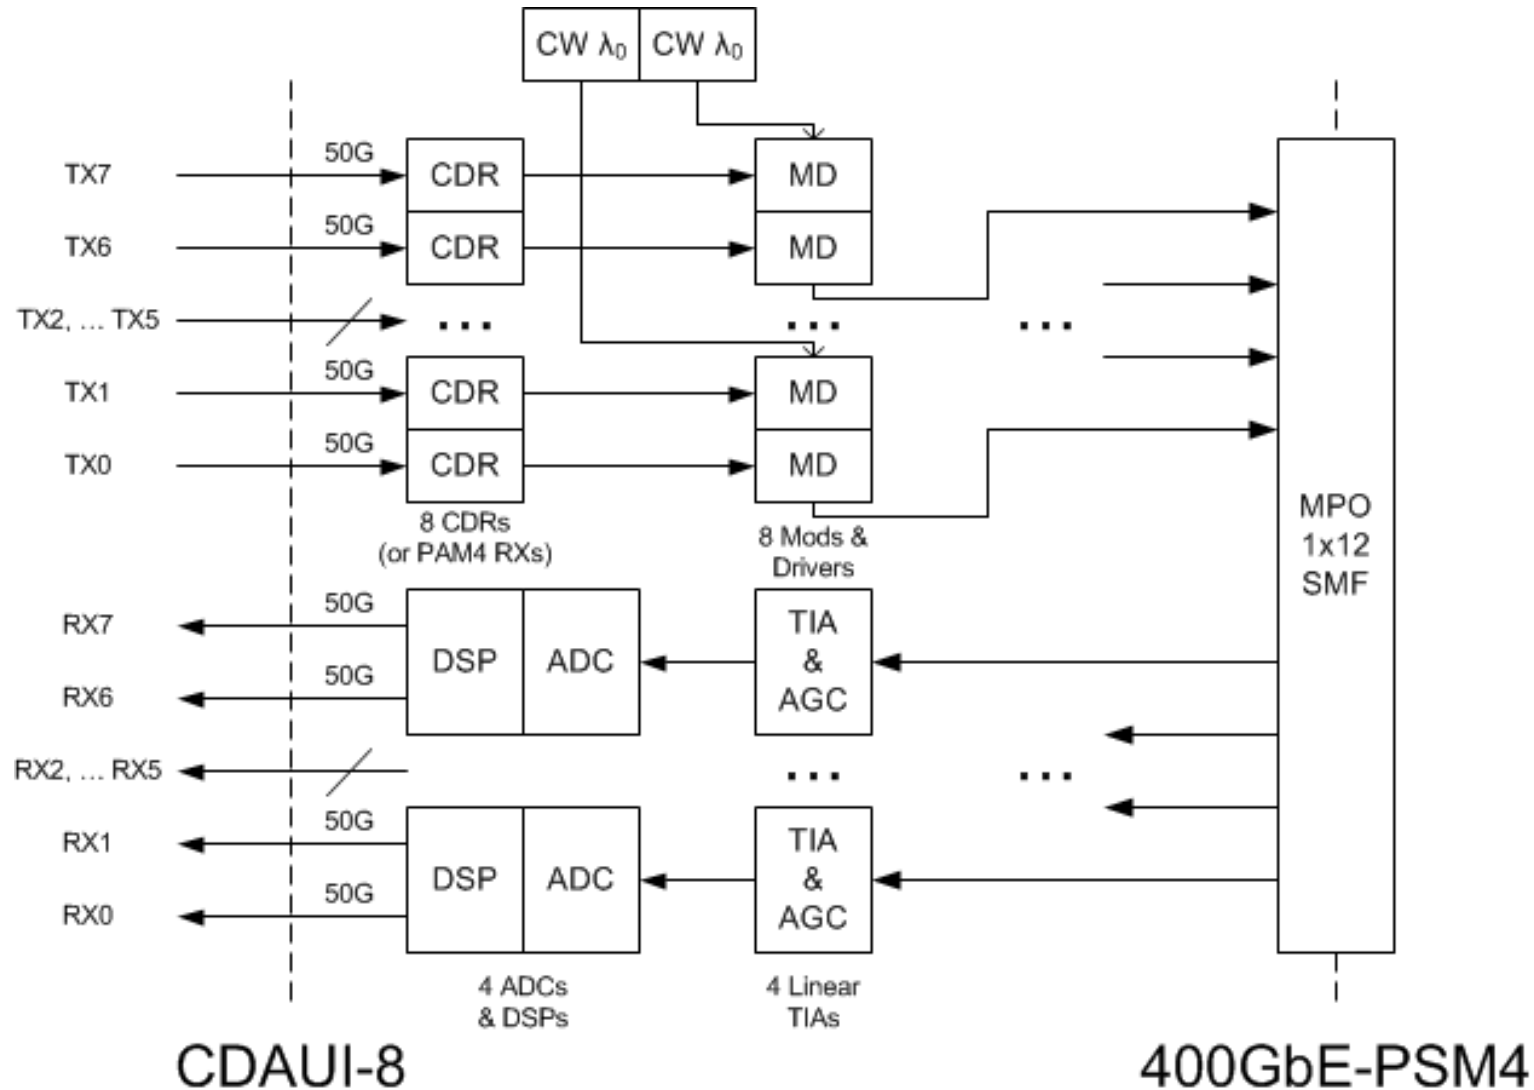 CW λ0 CW λ0
TX7 50G CDR MD
TX6 50G CDR MD
TX2, ... TX5 ... ... ...
TX1 50G CDR MD
TX0 50G CDR MD
8 CDRs
(or PAM4 RXs)
8 Mods &
Drivers
MPO
1x12
SMF
RX7 50G
RX6 50G
DSP ADC
TIA
&
AGC
RX2, ... RX5 ... ...
RX1 50G
RX0 50G
DSP ADC
TIA
&
AGC
4 ADCs
& DSPs
4 Linear
TIAs
CDAUI-8
400GbE-PSM4